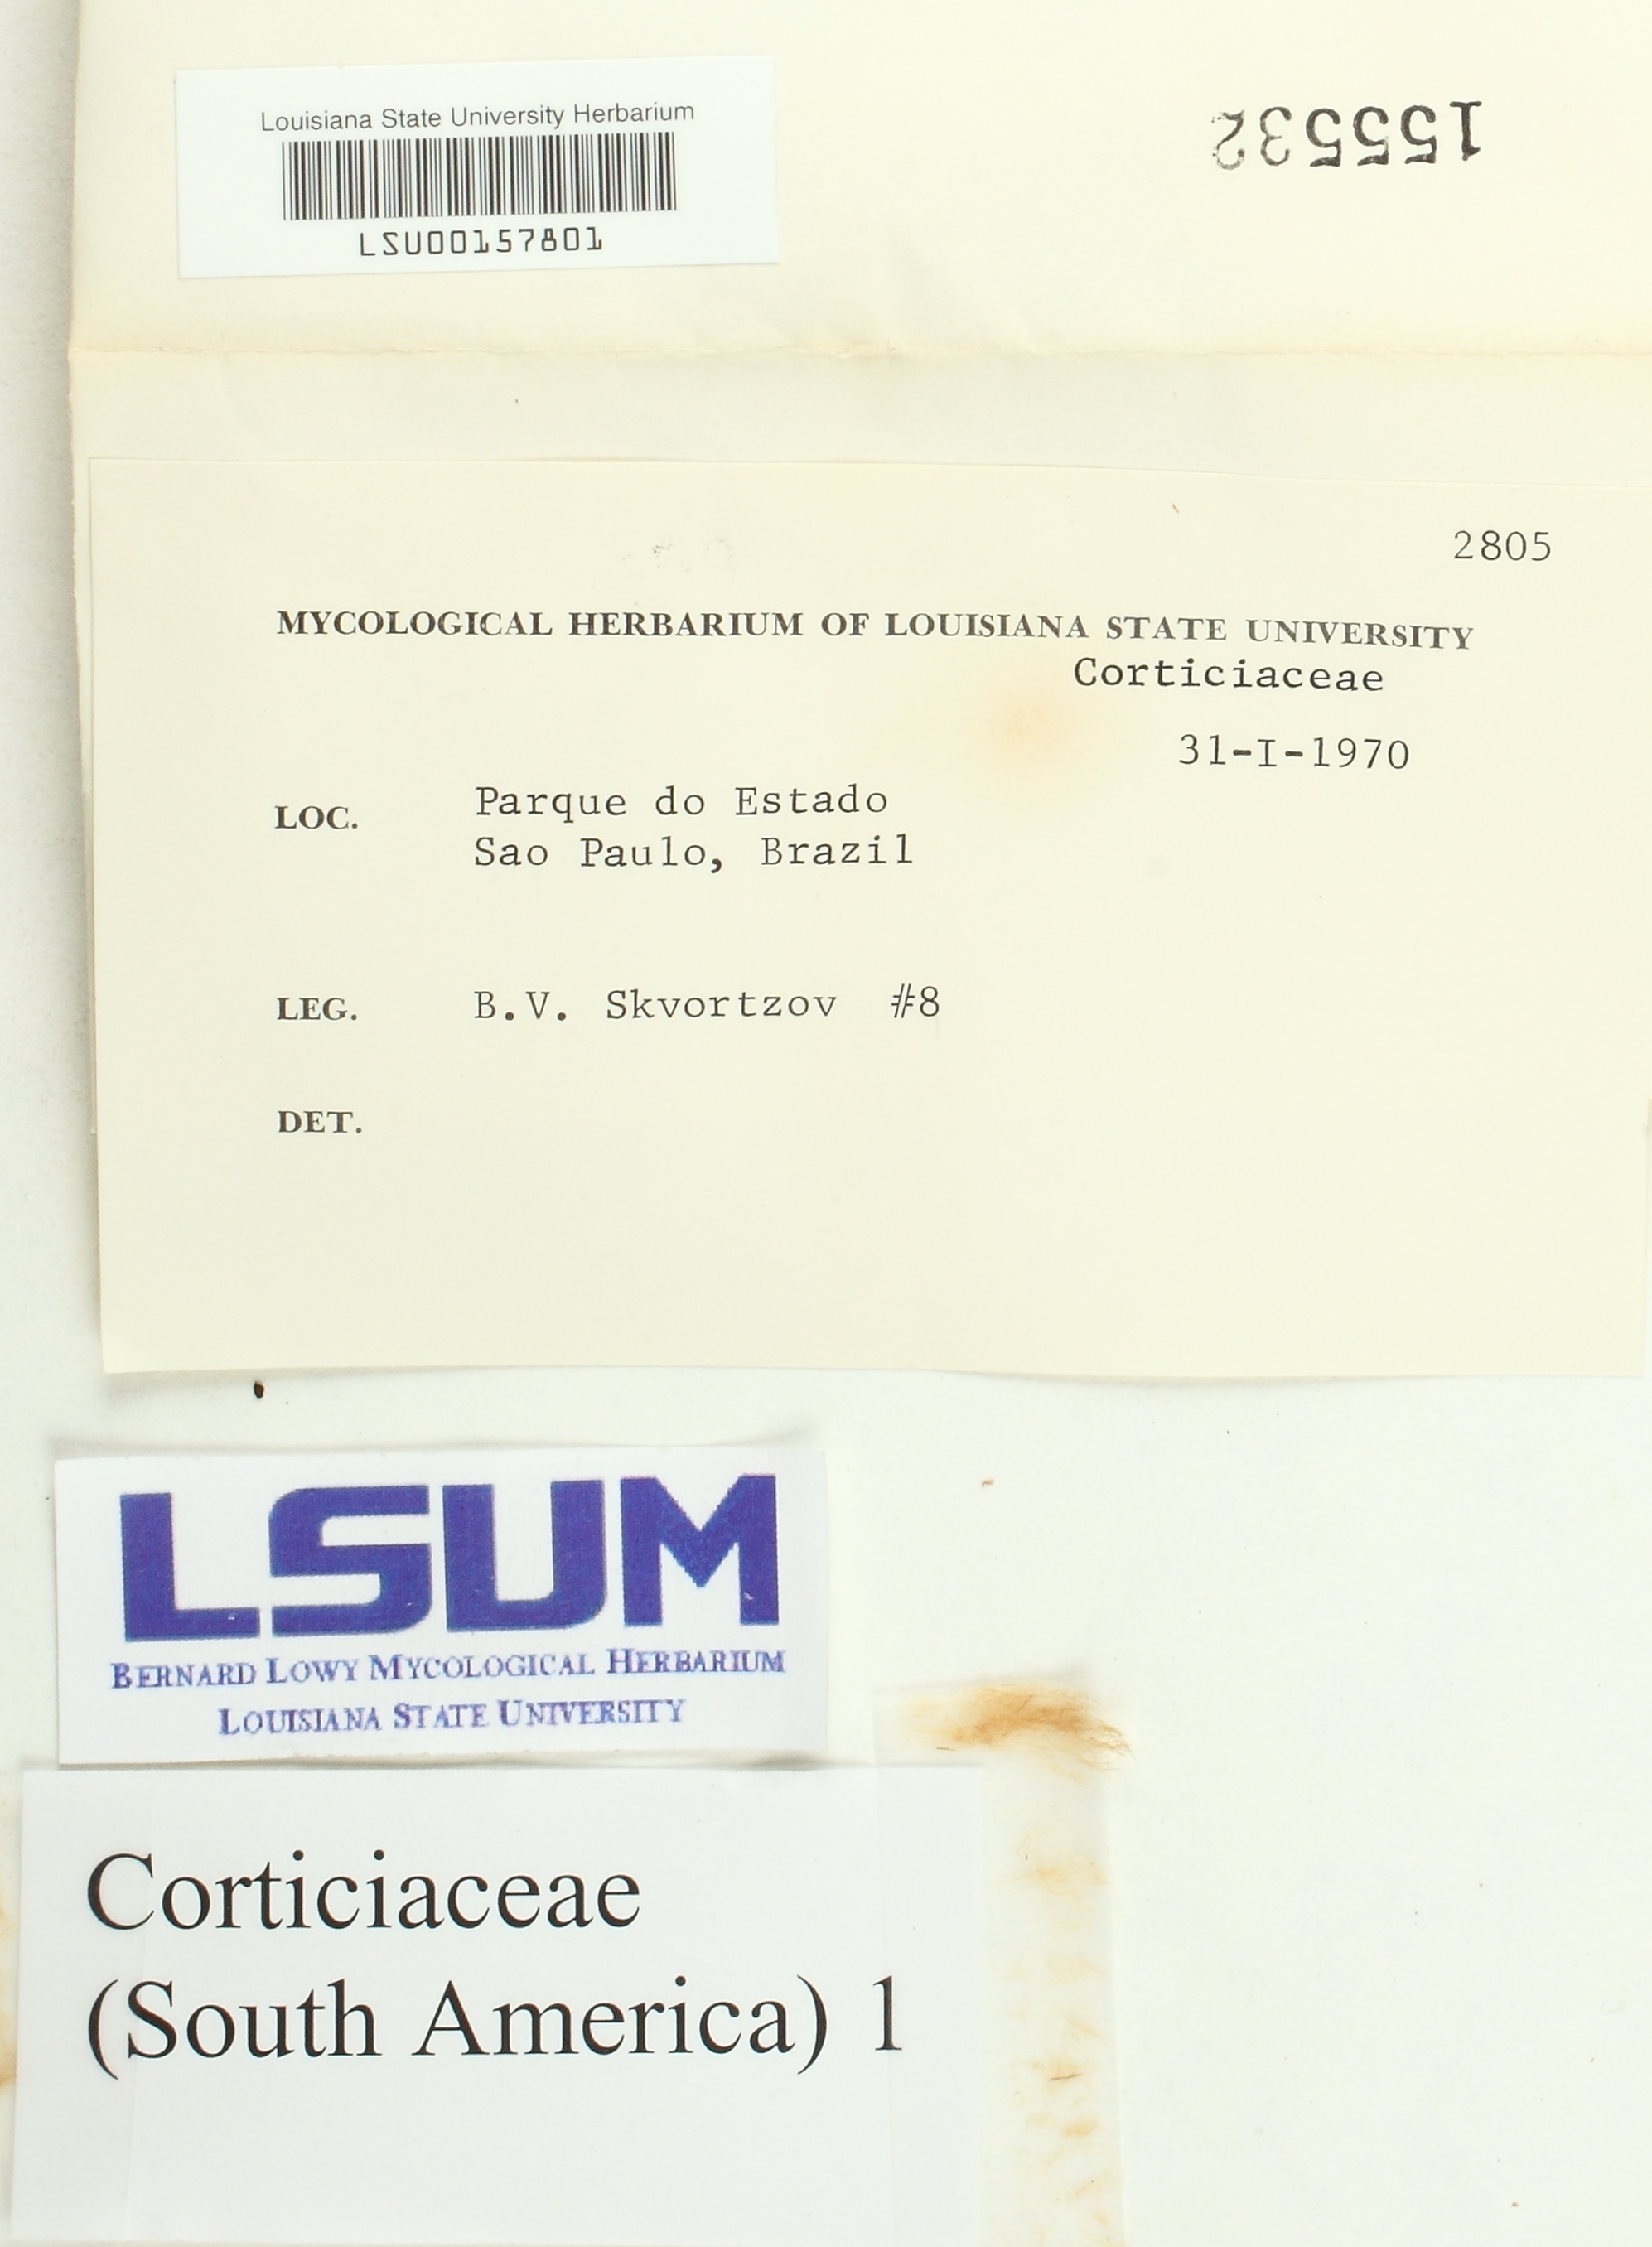 Louisiana State University Herbarium
LSU00157801
155532
2805
MYCOLOGICAL HERBARIUM OF LOUISIANA STATE UNIVERSITY
Corticiaceae
31-I-1970
LOC. Parque do Estado
Sao Paulo, Brazil
LEG. B.V. Skvortzov #8
DET.
LSUM
BERNARD LOWY MYCOLOGICAL HERBARIUM
LOUISIANA STATE UNIVERSITY
Corticiaceae
(South America) 1